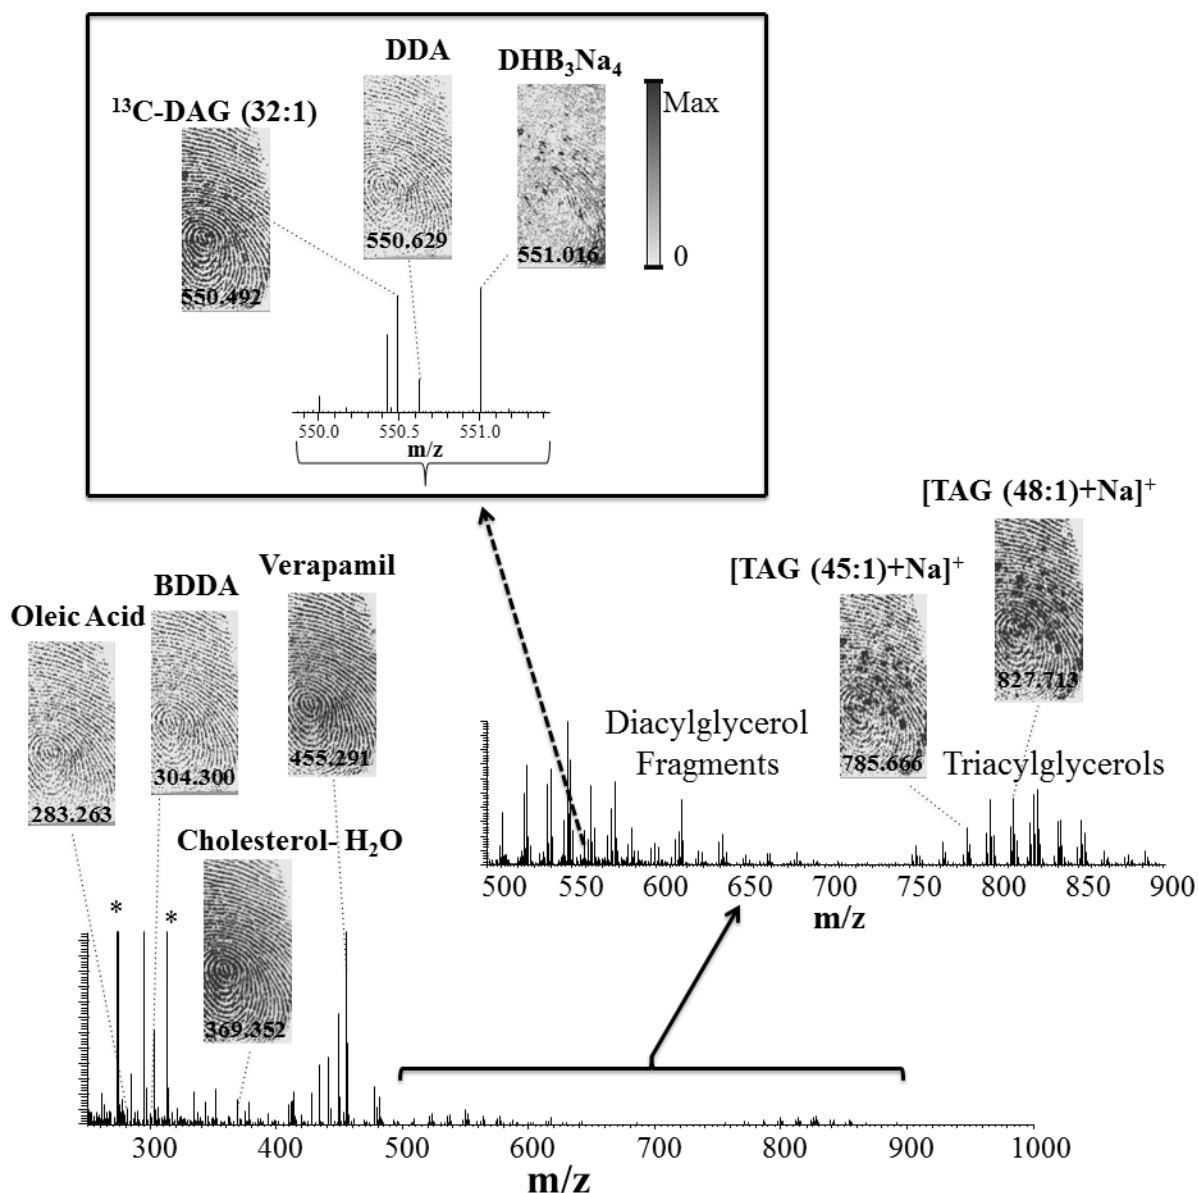 DDA
DHB₃Na₄
¹³C-DAG (32:1)
Max
0
550.492
550.629
551.016
550.0 550.5 551.0
m/z
[TAG (48:1)+Na]⁺
[TAG (45:1)+Na]⁺
Verapamil
BDDA
Oleic Acid
283.263
304.300
455.291
785.666
827.713
Diacylglycerol
Fragments
Triacylglycerols
500 550 600 650 700 750 800 850 900
m/z
Cholesterol- H₂O
369.352
*
*
300 400 500 600 700 800 900 1000
m/z